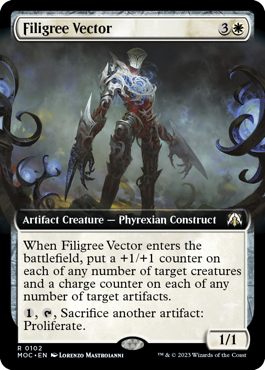 Filigree Vector 3
Artifact Creature — Phyrexian Construct
When Filigree Vector enters the
battlefield, put a +1/+1 counter on
each of any number of target creatures
and a charge counter on each of any
number of target artifacts.
1, , Sacrifice another artifact:
Proliferate.
1/1
R 0102
MOC • EN Lorenzo Mastroianni
™ & © 2023 Wizards of the Coast